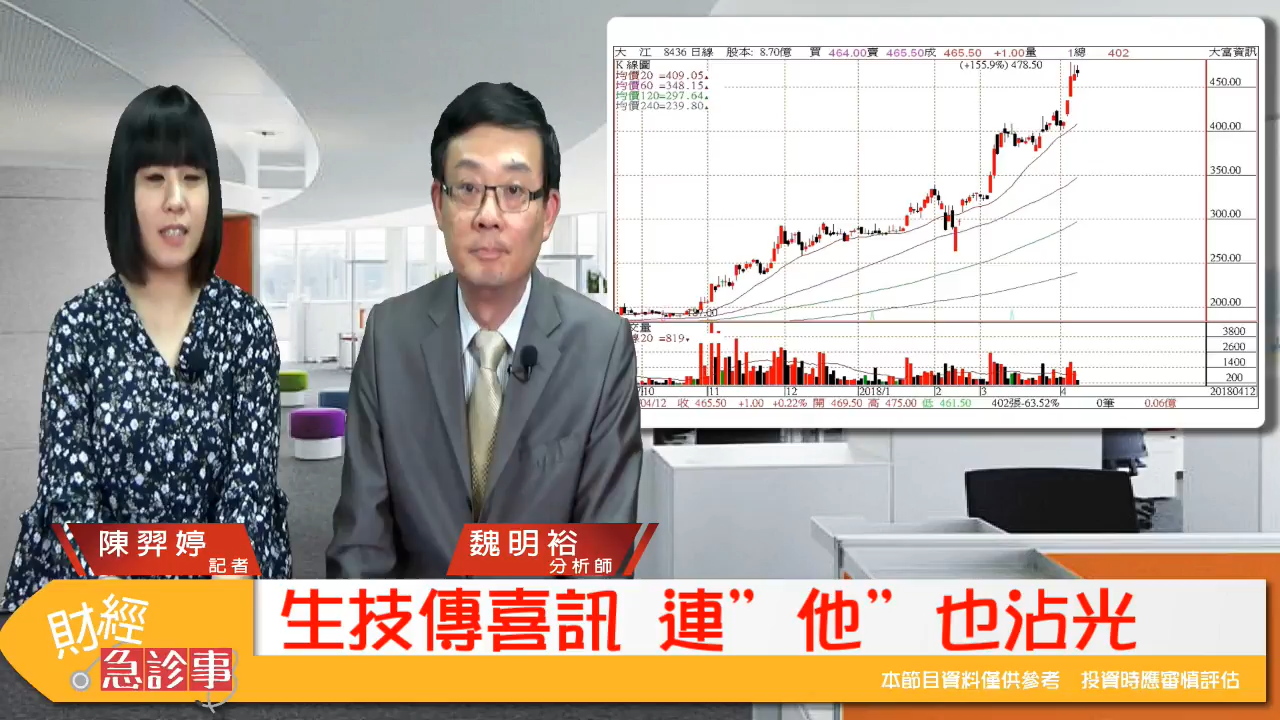 大 江 8436 日線 股本: 8.70億 買 464.00賣 465.50成 465.50 +1.00量 1總 402 大富資訊
K 線圖 (+155.9%) 478.50
均價20 =409.05▲
均價60 =348.15▲
均價120=297.64▲
均價240=239.80▲
450.00
400.00
350.00
300.00
250.00
200.00
交量
線20 =819▼
3800
2600
1400
200
/10 11 12 2018/1 2 3 4 20180412
04/12 收 465.50 +1.00 +0.22% 開 469.50 高 475.00 低 461.50 402張-63.52% 0筆 0.06億
陳羿婷
記者
魏明裕
分析師
財經
急診事
生技傳喜訊 連”他”也沾光
本節目資料僅供參考 投資時應審慎評估